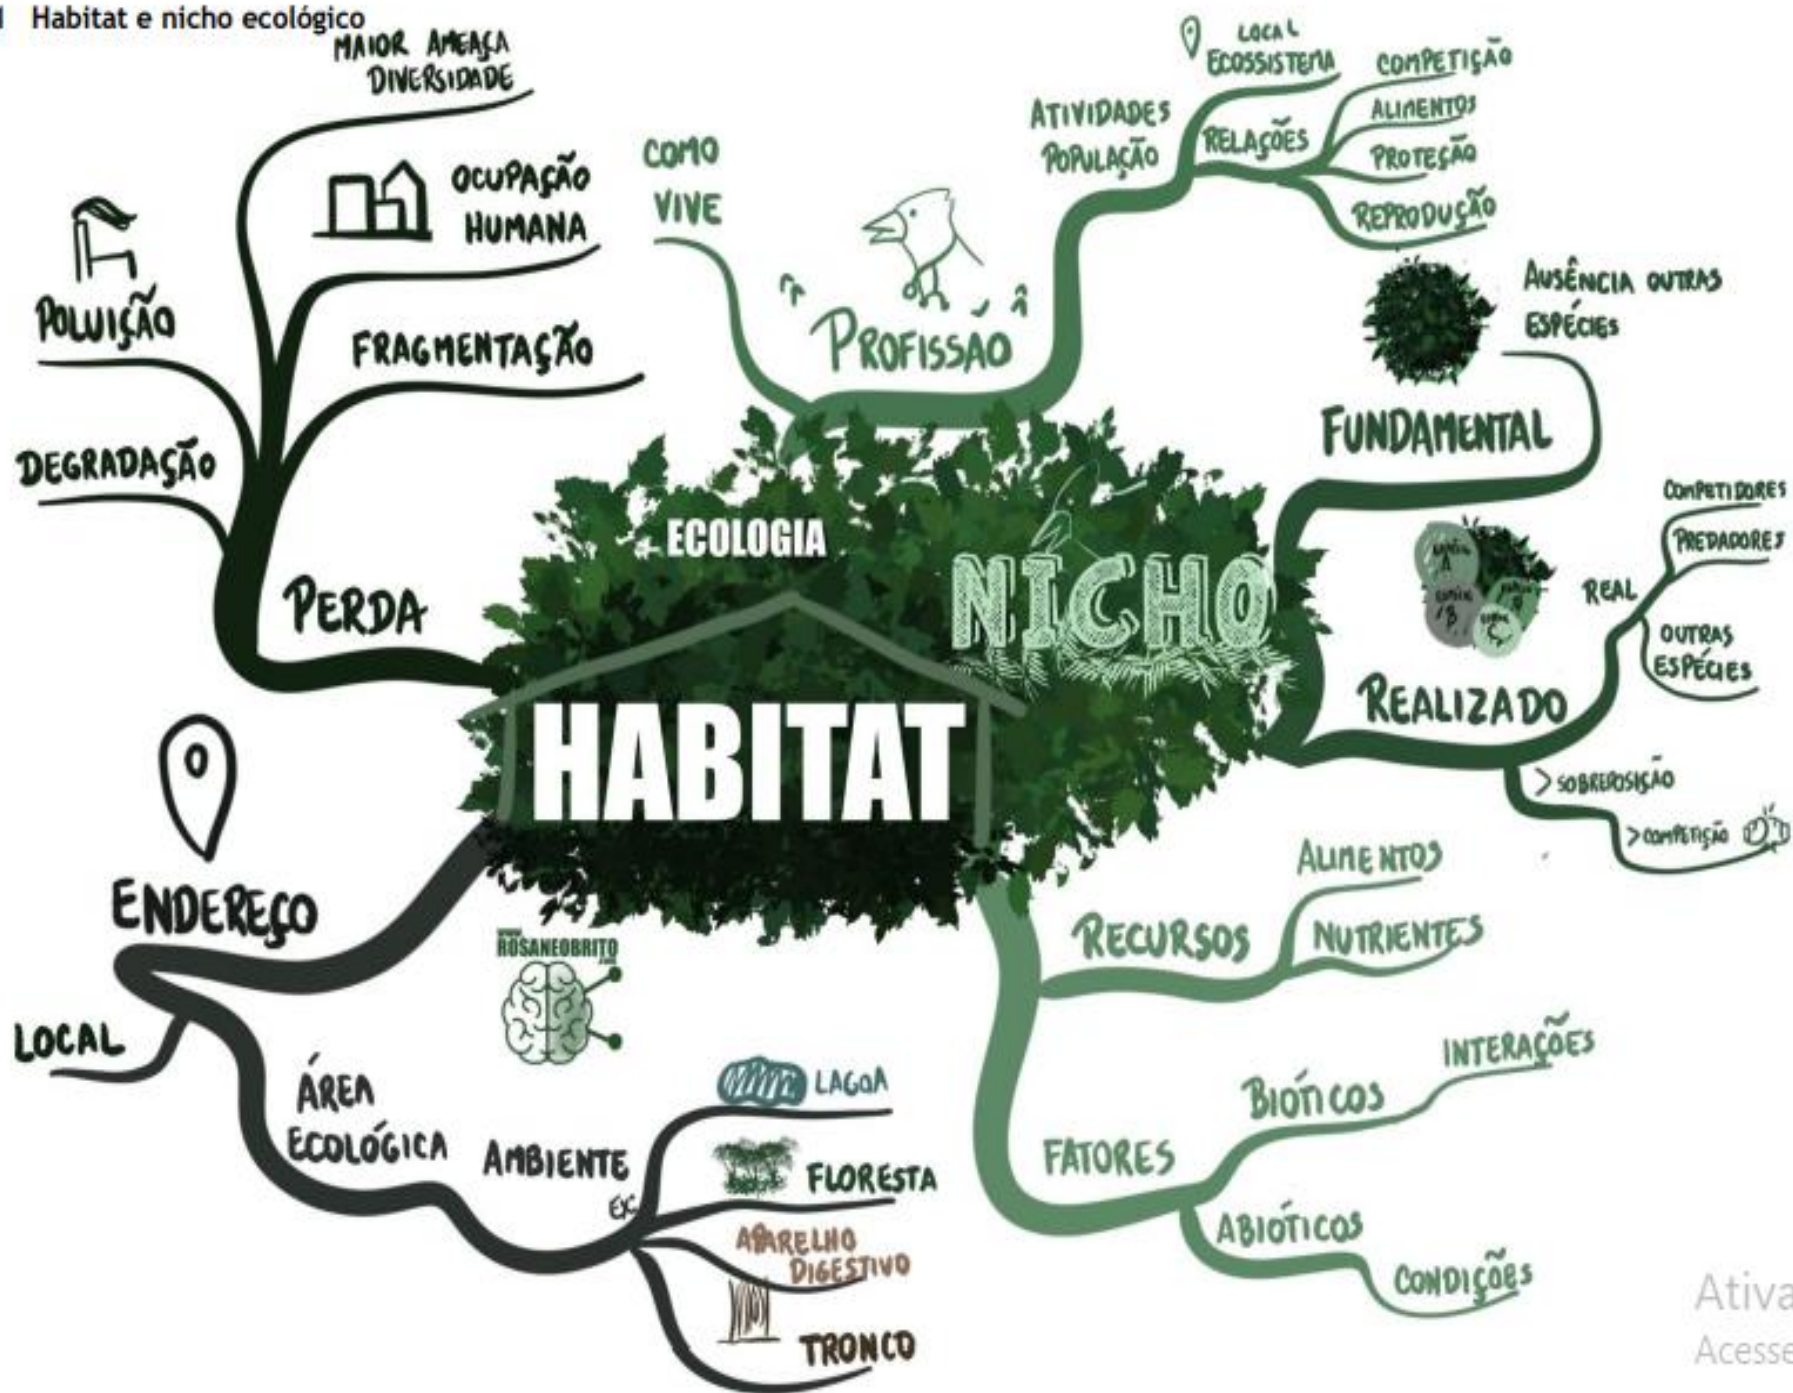 Habitat e nicho ecológico
MAIOR AMEAÇA
DIVERSIDADE
OCUPAÇÃO
HUMANA
POLUIÇÃO
FRAGMENTAÇÃO
DEGRADAÇÃO
PERDA
COMO
VIVE
PROFISSÃO
ATIVIDADES
POPULAÇÃO
LOCAL
ECOSSISTEMA
RELAÇÕES
COMPETIÇÃO
ALIMENTOS
PROTEÇÃO
REPRODUÇÃO
AUSÊNCIA OUTRAS
ESPÉCIES
FUNDAMENTAL
COMPETIDORES
PREDADORES
REAL
OUTRAS
ESPÉCIES
REALIZADO
> SOBREPOSIÇÃO
> COMPETIÇÃO
ECOLOGIA
NICHO
HABITAT
ENDEREÇO
LOCAL
ÁREA
ECOLÓGICA
AMBIENTE
EX
LAGOA
FLORESTA
APARELHO
DIGESTIVO
TRONCO
ROSANEOBRITO
RECURSOS
ALIMENTOS
NUTRIENTES
FATORES
BIÓTICOS
INTERAÇÕES
ABIÓTICOS
CONDIÇÕES
Ativa
Acesse